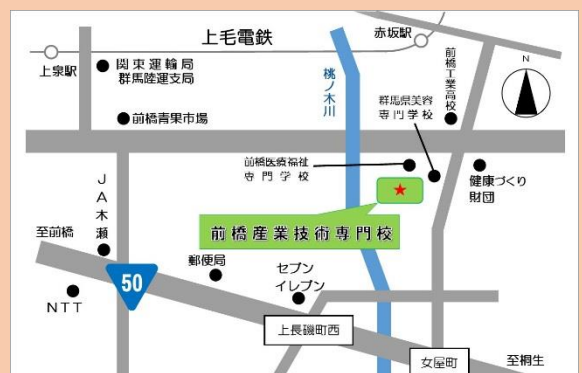 上毛電鉄
赤坂駅
上泉駅
関東運輸局
群馬陸運支局
前橋青果市場
桃ノ木川
前橋工業高校
N
群馬県美容
専門学校
前橋医療福祉
専門学校
健康づくり
財団
JA木瀬
前橋産業技術専門校
至前橋
50
郵便局
セブン
イレブン
NTT
上長磯町西
女屋町
至桐生